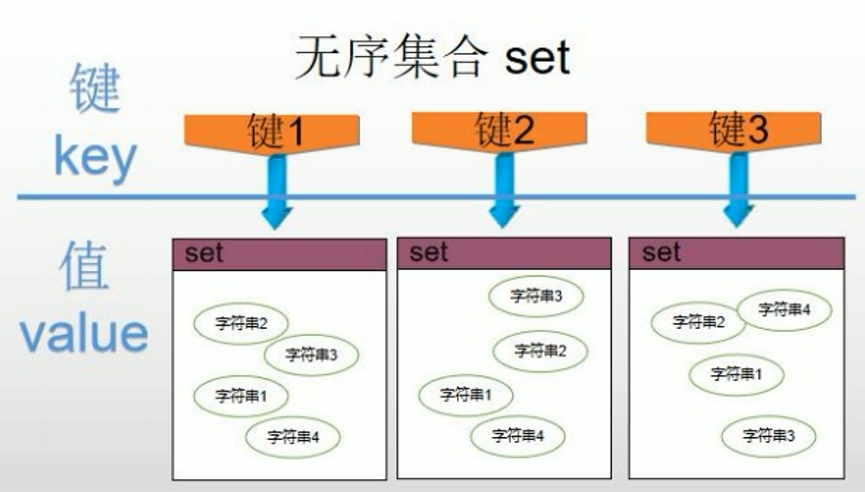 无序集合 set
键
key
键1
键2
键3
值
value
set
字符串2
字符串3
字符串1
字符串4
set
字符串3
字符串2
字符串1
字符串4
set
字符串2
字符串4
字符串1
字符串3